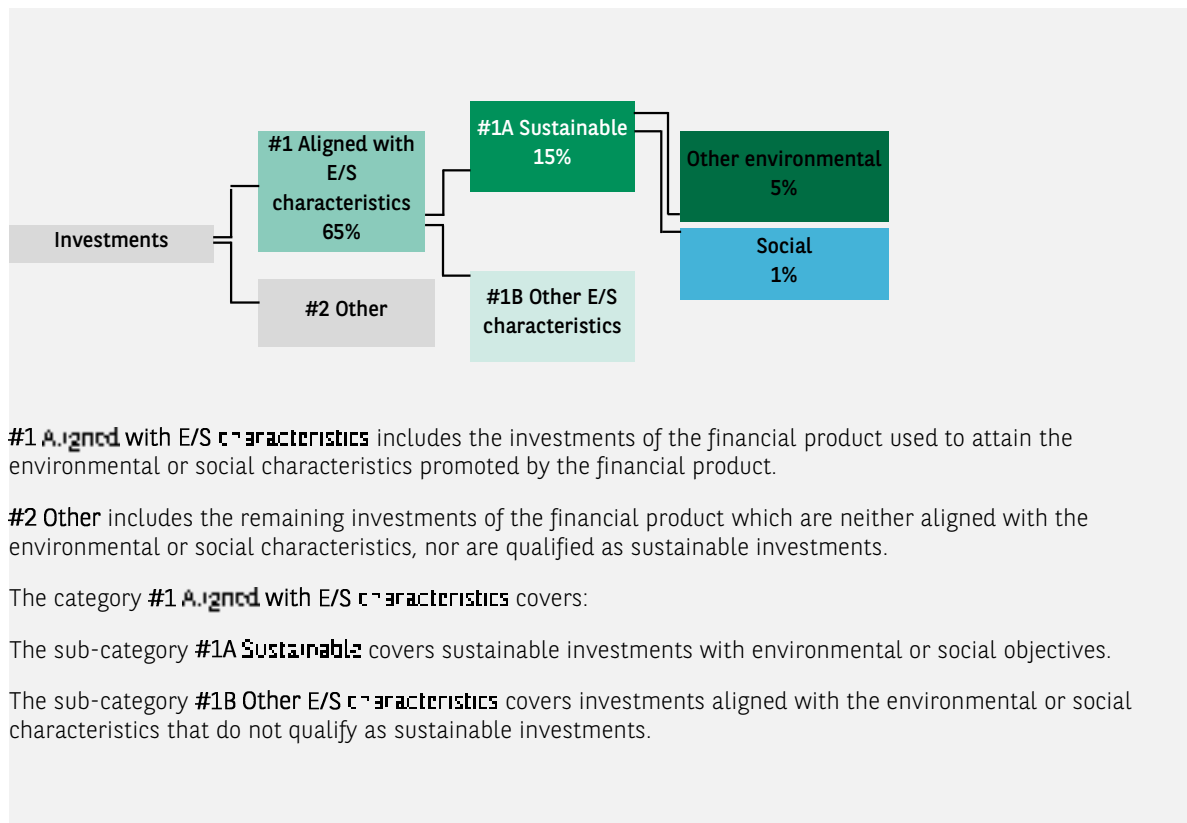 #1A Sustainable
15%
#1 Aligned with
E/S
characteristics
65%
Other environmental
5%
Investments
Social
1%
#2 Other
#1B Other E/S
characteristics
#1 Aligned with E/S characteristics includes the investments of the financial product used to attain the
environmental or social characteristics promoted by the financial product.
#2 Other includes the remaining investments of the financial product which are neither aligned with the
environmental or social characteristics, nor are qualified as sustainable investments.
The category #1 Aligned with E/S characteristics covers:
The sub-category #1A Sustainable covers sustainable investments with environmental or social objectives.
The sub-category #1B Other E/S characteristics covers investments aligned with the environmental or social
characteristics that do not qualify as sustainable investments.